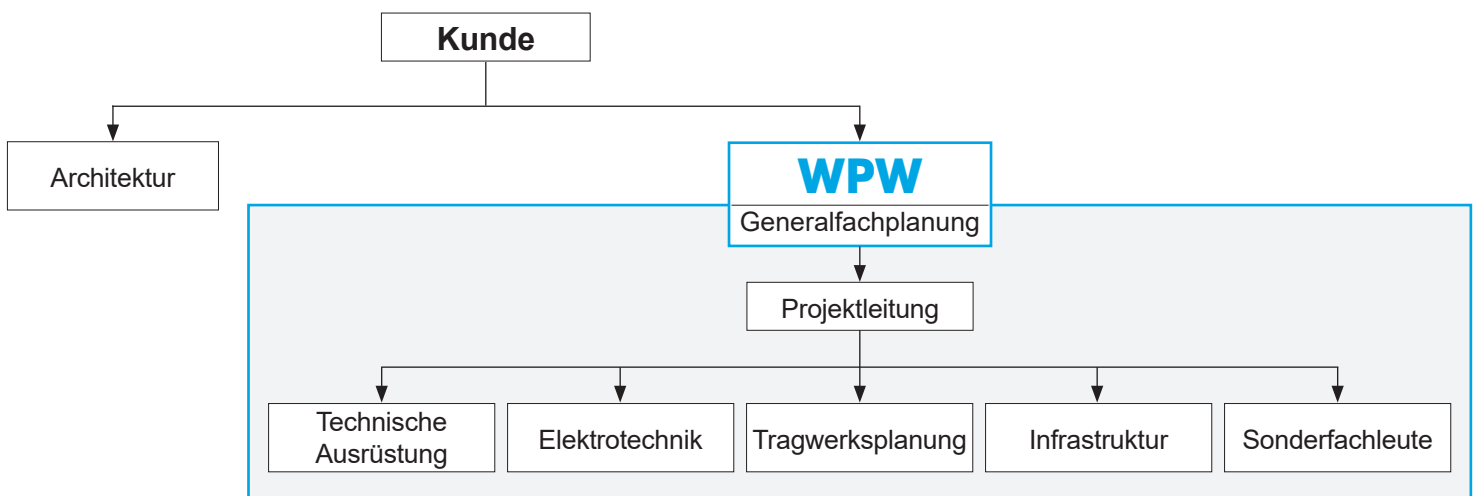 Kunde
Architektur
WPW
Generalfachplanung
Projektleitung
Technische
Ausrüstung
Elektrotechnik
Tragwerksplanung
Infrastruktur
Sonderfachleute